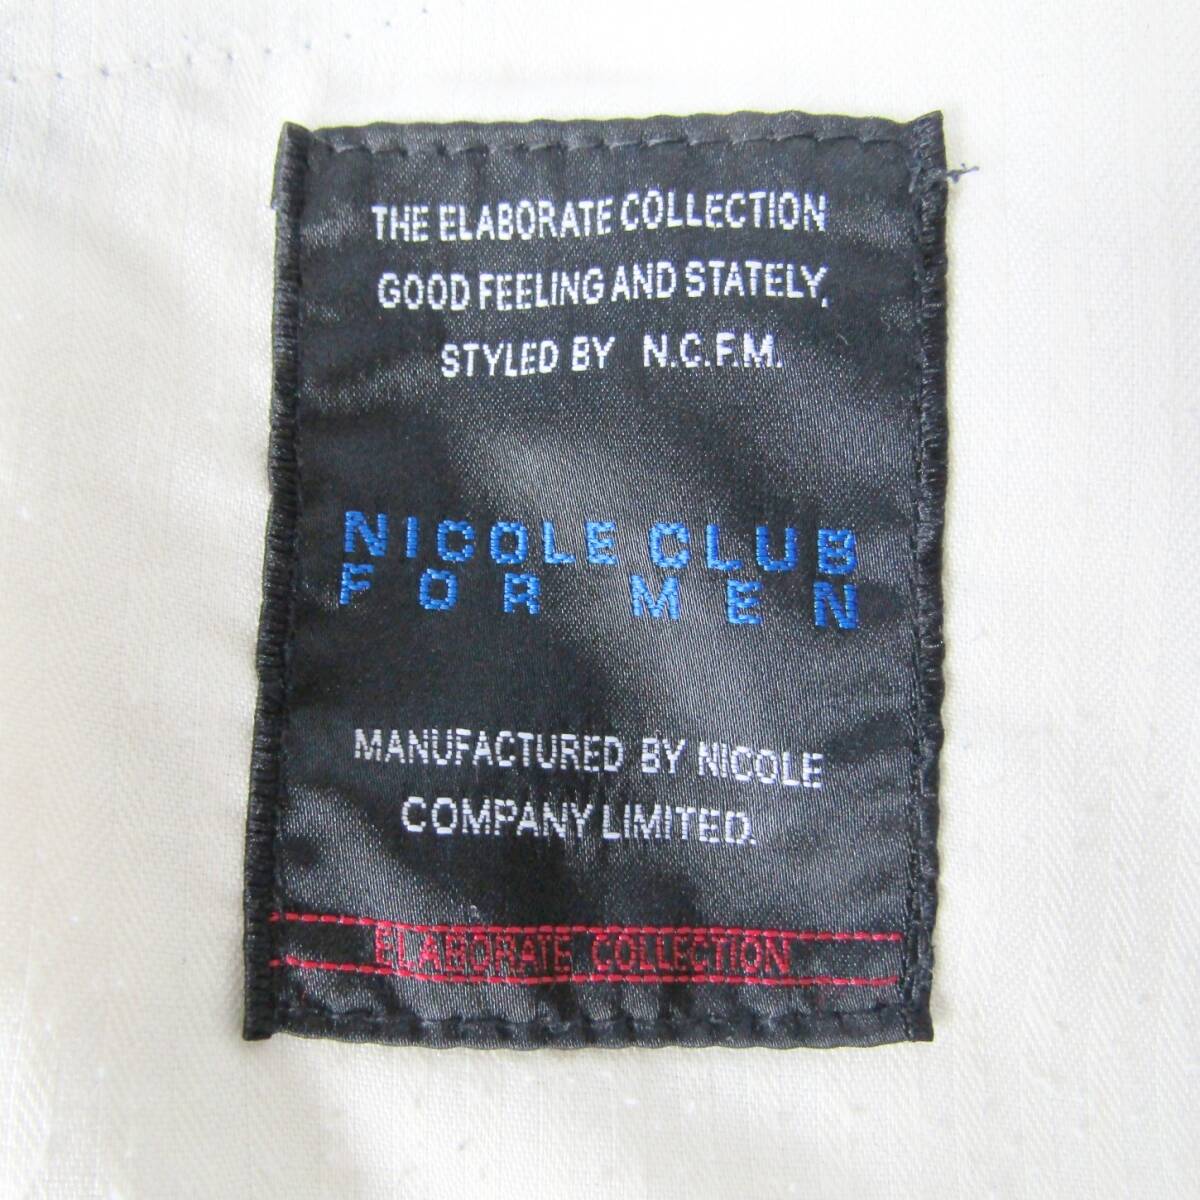 THE ELABORATE COLLECTION
GOOD FEELING AND STATELY.
STYLED BY N.C.F.M.
NICOLE CLUB
FOR MEN
MANUFACTURED BY NICOLE
COMPANY LIMITED.
ELABORATE COLLECTION